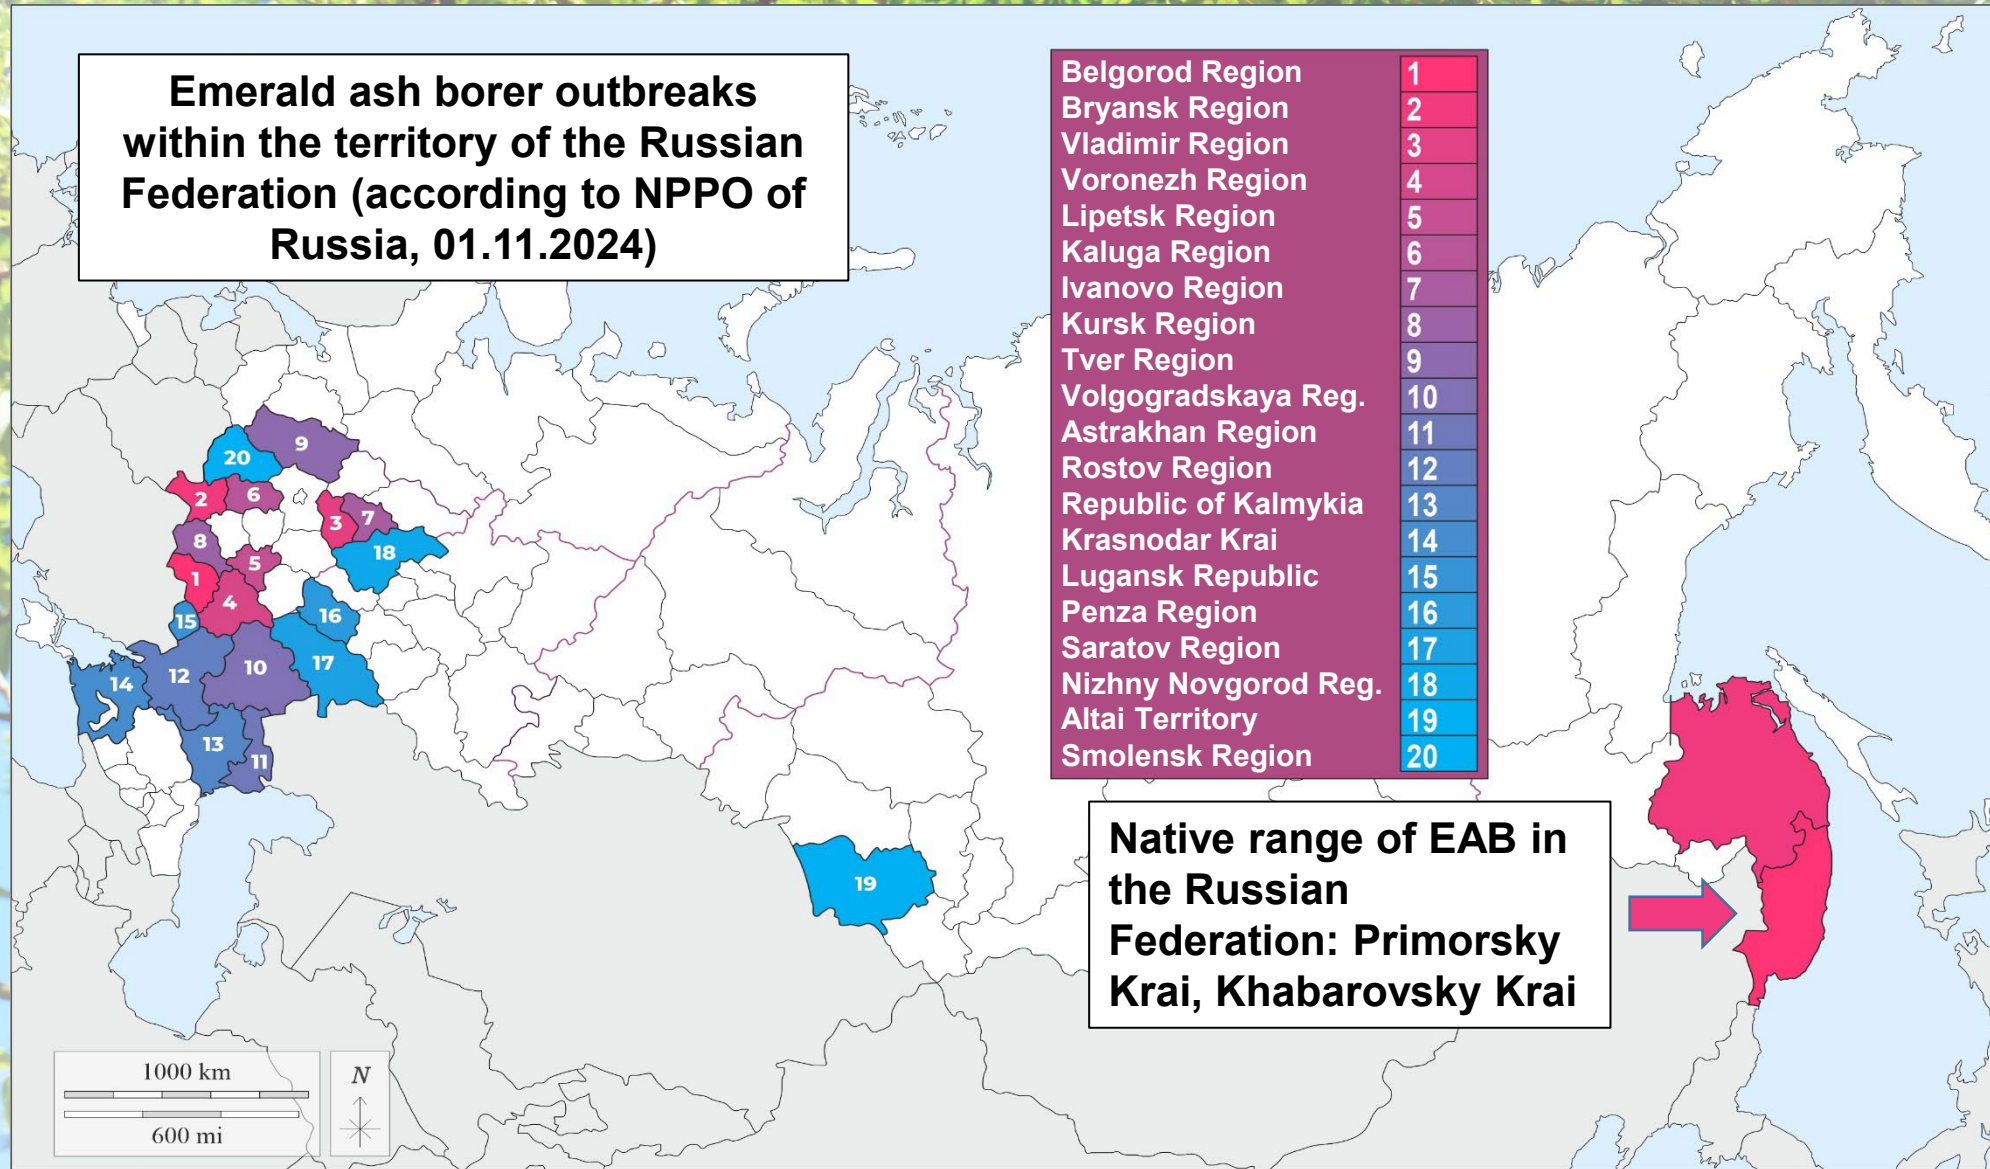 Emerald ash borer outbreaks
within the territory of the Russian
Federation (according to NPPO of
Russia, 01.11.2024)
Belgorod Region 1
Bryansk Region 2
Vladimir Region 3
Voronezh Region 4
Lipetsk Region 5
Kaluga Region 6
Ivanovo Region 7
Kursk Region 8
Tver Region 9
Volgogradskaya Reg. 10
Astrakhan Region 11
Rostov Region 12
Republic of Kalmykia 13
Krasnodar Krai 14
Lugansk Republic 15
Penza Region 16
Saratov Region 17
Nizhny Novgorod Reg. 18
Altai Territory 19
Smolensk Region 20
9
20
2
6
3
7
8
18
5
1
4
16
15
10
17
12
14
13
11
19
Native range of EAB in
the Russian
Federation: Primorsky
Krai, Khabarovsky Krai
1000 km
600 mi
N